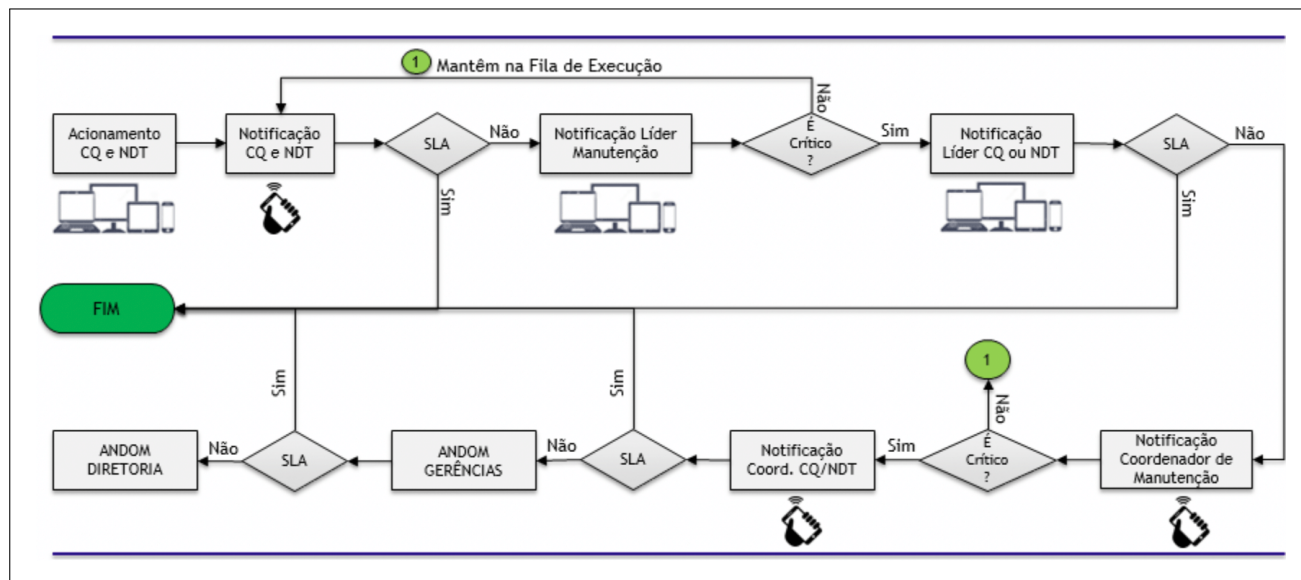 1 Mantêm na Fila de Execução
Acionamento
CQ e NDT
Notificação
CQ e NDT
SLA
Não
Sim
Notificação Líder
Manutenção
É
Crítico
?
Não
Sim
Notificação
Líder CQ ou NDT
SLA
Não
Sim
FIM
1
Notificação
Coordenador de
Manutenção
É
Crítico
?
Não
Sim
Notificação
Coord. CQ/NDT
SLA
Sim
Não
ANDOM
GERÊNCIAS
SLA
Sim
Não
ANDOM
DIRETORIA